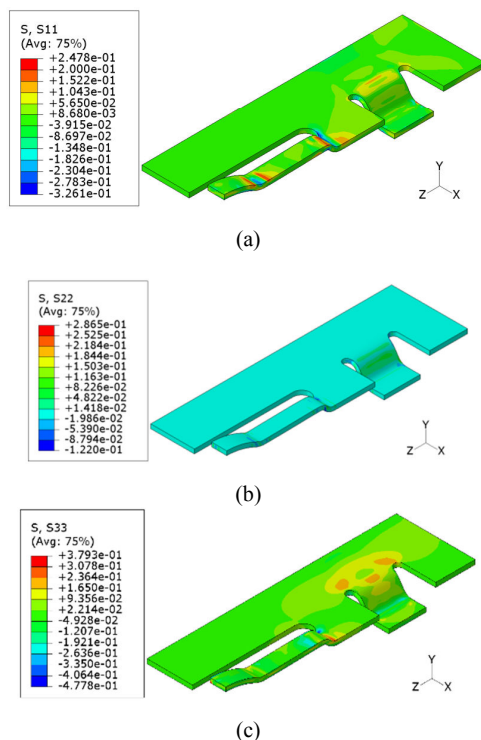 S, S11
(Avg: 75%)
+2.478e-01
+2.000e-01
+1.522e-01
+1.043e-01
+5.650e-02
+8.680e-03
-3.915e-02
-8.697e-02
-1.348e-01
-1.826e-01
-2.304e-01
-2.783e-01
-3.261e-01
Y
Z
X
(a)
S, S22
(Avg: 75%)
+2.865e-01
+2.525e-01
+2.184e-01
+1.844e-01
+1.503e-01
+1.163e-01
+8.226e-02
+4.822e-02
+1.418e-02
-1.986e-02
-5.390e-02
-8.794e-02
-1.220e-01
Y
Z
X
(b)
S, S33
(Avg: 75%)
+3.793e-01
+3.078e-01
+2.364e-01
+1.650e-01
+9.356e-02
+2.214e-02
-4.928e-02
-1.207e-01
-1.921e-01
-2.636e-01
-3.350e-01
-4.064e-01
-4.778e-01
Y
Z
X
(c)